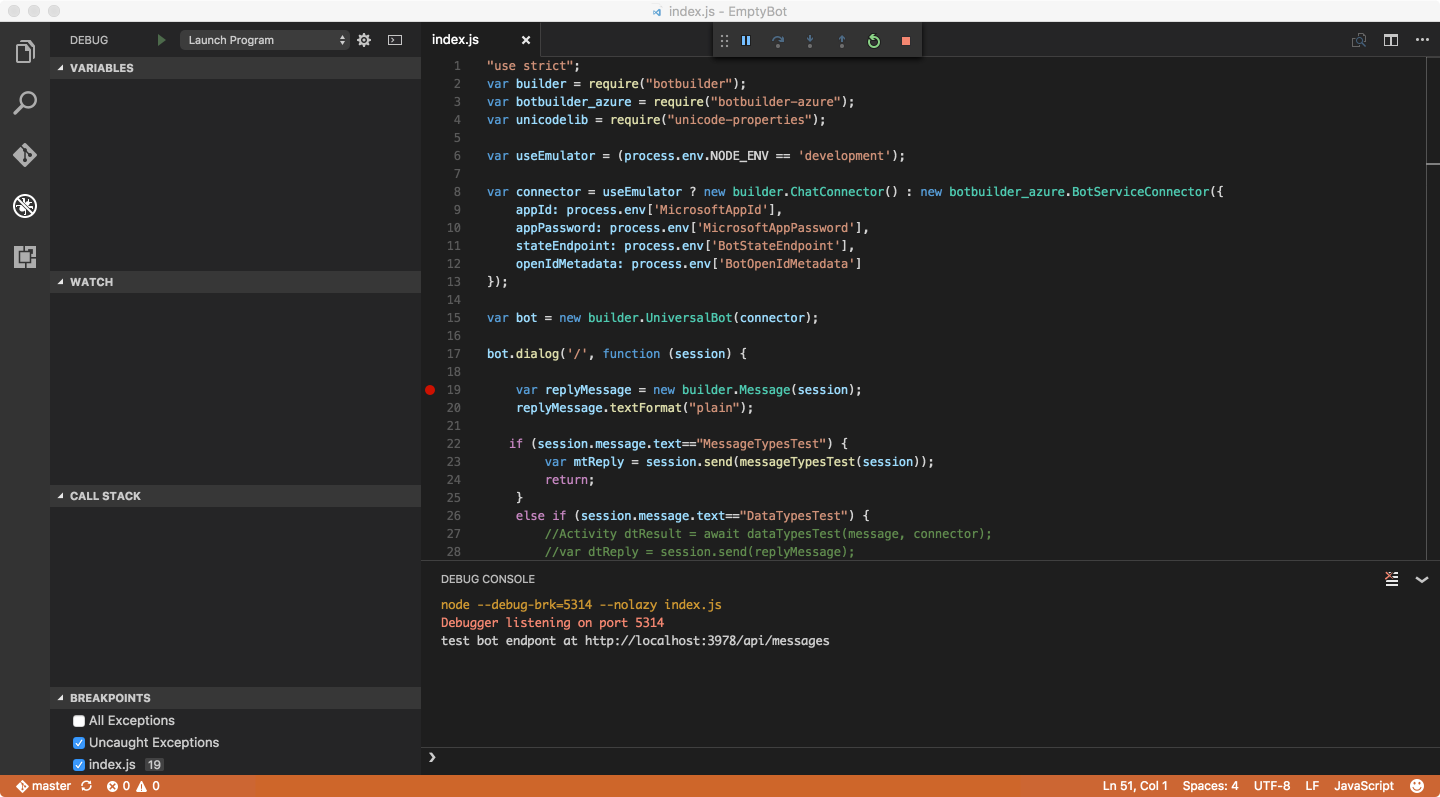 index.js - EmptyBot
DEBUG
Launch Program
VARIABLES
WATCH
CALL STACK
BREAKPOINTS
All Exceptions
Uncaught Exceptions
index.js 19
index.js
1 "use strict";
2 var builder = require("botbuilder");
3 var botbuilder_azure = require("botbuilder-azure");
4 var unicodelib = require("unicode-properties");
5
6 var useEmulator = (process.env.NODE_ENV == 'development');
7
8 var connector = useEmulator ? new builder.ChatConnector() : new botbuilder_azure.BotServiceConnector({
9 appId: process.env['MicrosoftAppId'],
10 appPassword: process.env['MicrosoftAppPassword'],
11 stateEndpoint: process.env['BotStateEndpoint'],
12 openIdMetadata: process.env['BotOpenIdMetadata']
13 });
14
15 var bot = new builder.UniversalBot(connector);
16
17 bot.dialog('/', function (session) {
18
19 var replyMessage = new builder.Message(session);
20 replyMessage.textFormat("plain");
21
22 if (session.message.text=="MessageTypesTest") {
23 var mtReply = session.send(messageTypesTest(session));
24 return;
25 }
26 else if (session.message.text=="DataTypesTest") {
27 //Activity dtResult = await dataTypesTest(message, connector);
28 //var dtReply = session.send(replyMessage);
DEBUG CONSOLE
node --debug-brk=5314 --nolazy index.js
Debugger listening on port 5314
test bot endpont at http://localhost:3978/api/messages
master 0 0 Ln 51, Col 1 Spaces: 4 UTF-8 LF JavaScript